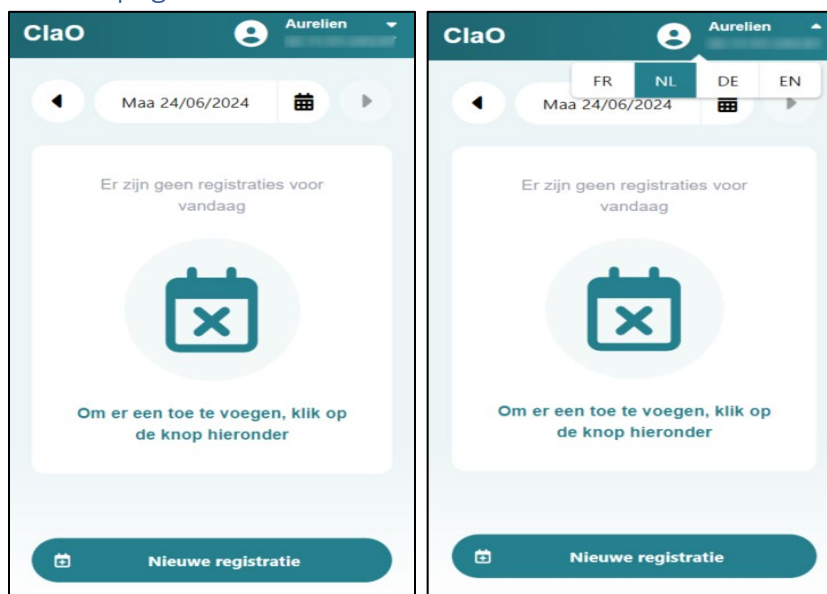 ClaO
Aurelien
Maa 24/06/2024
Er zijn geen registraties voor
vandaag
Om er een toe te voegen, klik op
de knop hieronder
Nieuwe registratie
ClaO
Aurelien
FR NL DE EN
Maa 24/06/2024
Er zijn geen registraties voor
vandaag
Om er een toe te voegen, klik op
de knop hieronder
Nieuwe registratie